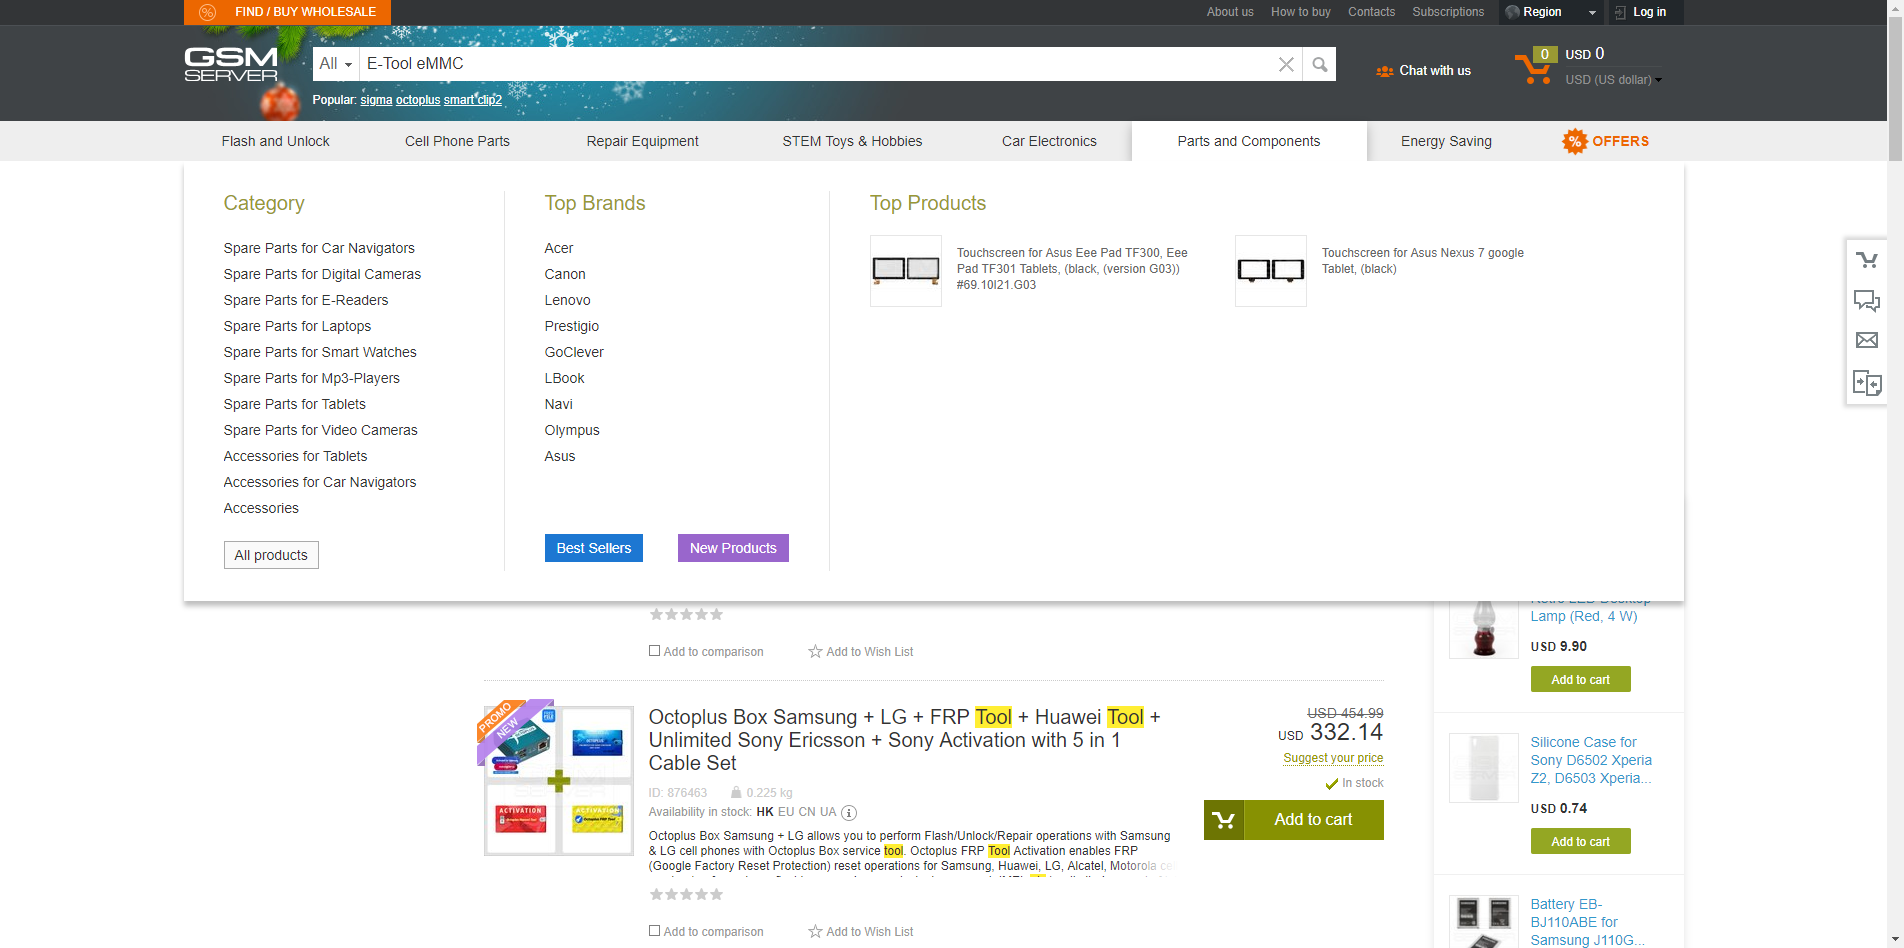 FIND / BUY WHOLESALE
About us How to buy Contacts Subscriptions Region Log in
GSM
SERVER
All E-Tool eMMC
Chat with us
0 USD 0
USD (US dollar)
Popular: sigma octoplus smart clip2
Flash and Unlock Cell Phone Parts Repair Equipment STEM Toys & Hobbies Car Electronics Parts and Components Energy Saving % OFFERS
Category
Spare Parts for Car Navigators
Spare Parts for Digital Cameras
Spare Parts for E-Readers
Spare Parts for Laptops
Spare Parts for Smart Watches
Spare Parts for Mp3-Players
Spare Parts for Tablets
Spare Parts for Video Cameras
Accessories for Tablets
Accessories for Car Navigators
Accessories
All products
Top Brands
Acer
Canon
Lenovo
Prestigio
GoClever
LBook
Navi
Olympus
Asus
Best Sellers New Products
Top Products
Touchscreen for Asus Eee Pad TF300, Eee
Pad TF301 Tablets, (black, (version G03))
#69.10I21.G03
Touchscreen for Asus Nexus 7 google
Tablet, (black)
Add to comparison Add to Wish List
PROMO
NEW
OCTOPLUS
ACTIVATION
ACTIVATION
Octoplus Box Samsung + LG + FRP Tool + Huawei Tool +
Unlimited Sony Ericsson + Sony Activation with 5 in 1
Cable Set
ID: 876463 0.225 kg
Availability in stock: HK EU CN UA
Octoplus Box Samsung + LG allows you to perform Flash/Unlock/Repair operations with Samsung
& LG cell phones with Octoplus Box service tool. Octoplus FRP Tool Activation enables FRP
(Google Factory Reset Protection) reset operations for Samsung, Huawei, LG, Alcatel, Motorola
USD 454.99
USD 332.14
Suggest your price
In stock
Add to cart
Add to comparison Add to Wish List
Lamp (Red, 4 W)
USD 9.90
Add to cart
Silicone Case for
Sony D6502 Xperia
Z2, D6503 Xperia...
USD 0.74
Add to cart
Battery EB-
BJ110ABE for
Samsung J110G...